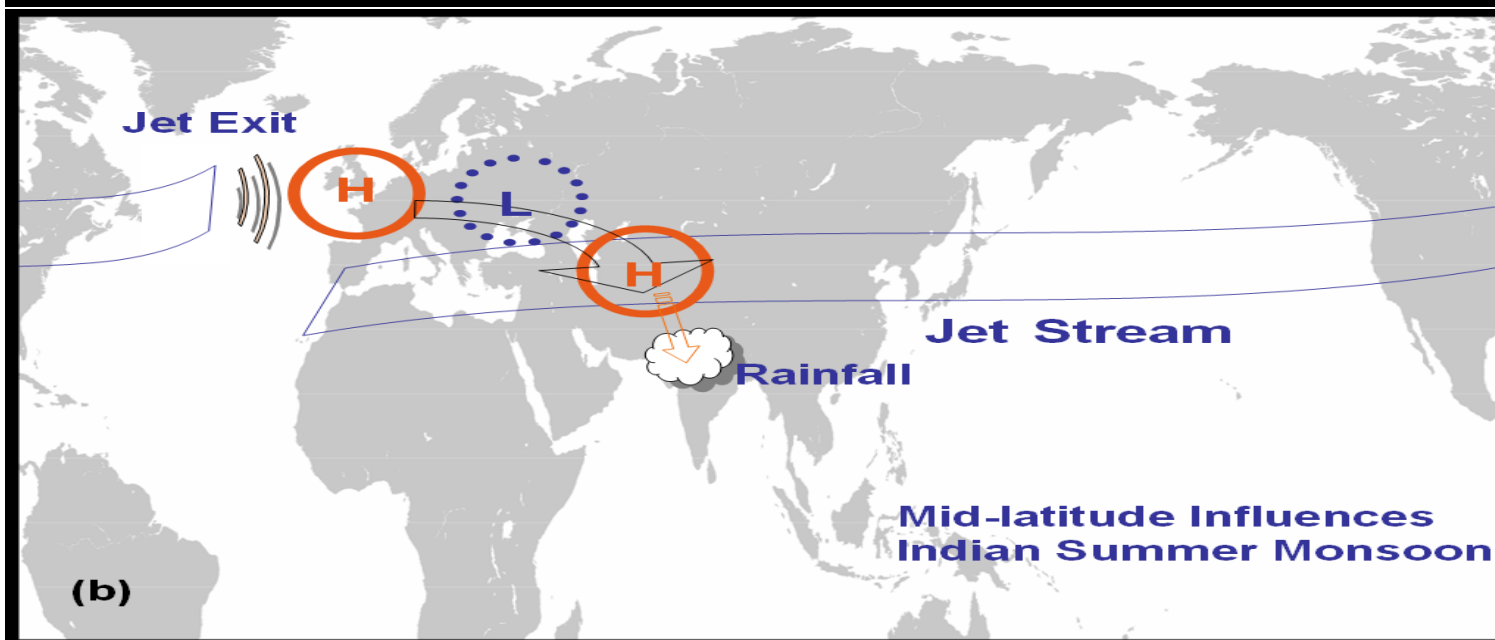 Jet Exit
H
L
H
Jet Stream
Rainfall
Mid-latitude Influences
Indian Summer Monsoon
(b)